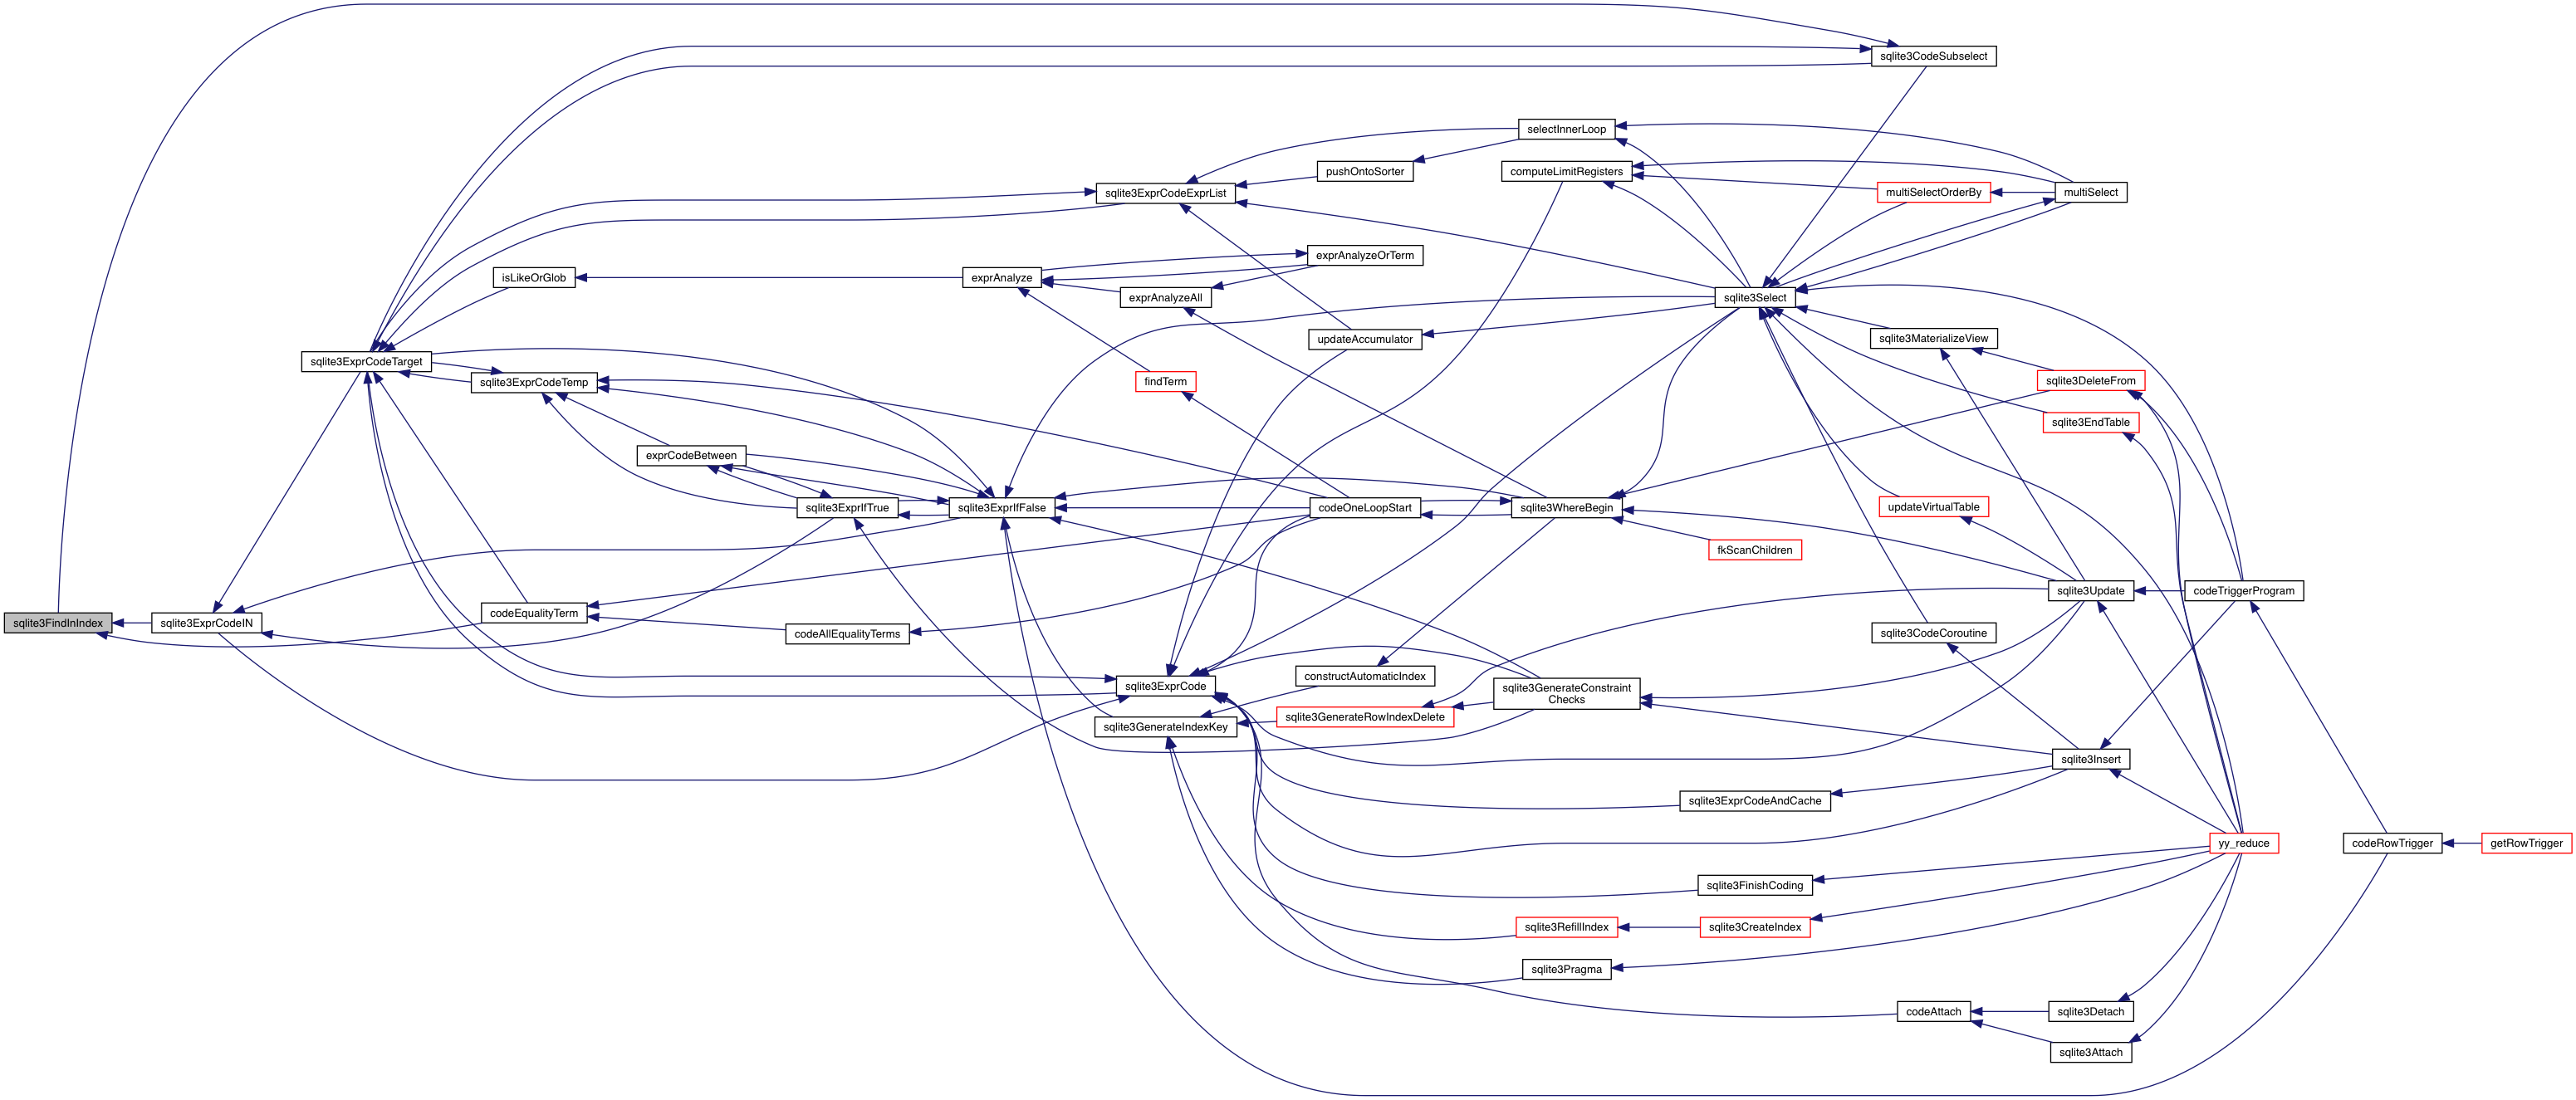 sqlite3CodeSubselect
selectInnerLoop
pushOntoSorter
computeLimitRegisters
sqlite3ExprCodeExprList
multiSelectOrderBy
multiSelect
exprAnalyzeOrTerm
isLikeOrGlob
exprAnalyze
exprAnalyzeAll
sqlite3Select
updateAccumulator
sqlite3MaterializeView
sqlite3ExprCodeTarget
sqlite3ExprCodeTemp
findTerm
sqlite3DeleteFrom
sqlite3EndTable
exprCodeBetween
sqlite3ExprIfTrue
sqlite3ExprIfFalse
codeOneLoopStart
sqlite3WhereBegin
updateVirtualTable
fkScanChildren
sqlite3Update
codeTriggerProgram
sqlite3FindInIndex
sqlite3ExprCodeIN
codeEqualityTerm
codeAllEqualityTerms
sqlite3CodeCoroutine
sqlite3ExprCode
constructAutomaticIndex
sqlite3GenerateConstraint
Checks
sqlite3GenerateRowIndexDelete
sqlite3GenerateIndexKey
sqlite3Insert
sqlite3ExprCodeAndCache
yy_reduce
codeRowTrigger
getRowTrigger
sqlite3FinishCoding
sqlite3RefillIndex
sqlite3CreateIndex
sqlite3Pragma
codeAttach
sqlite3Detach
sqlite3Attach